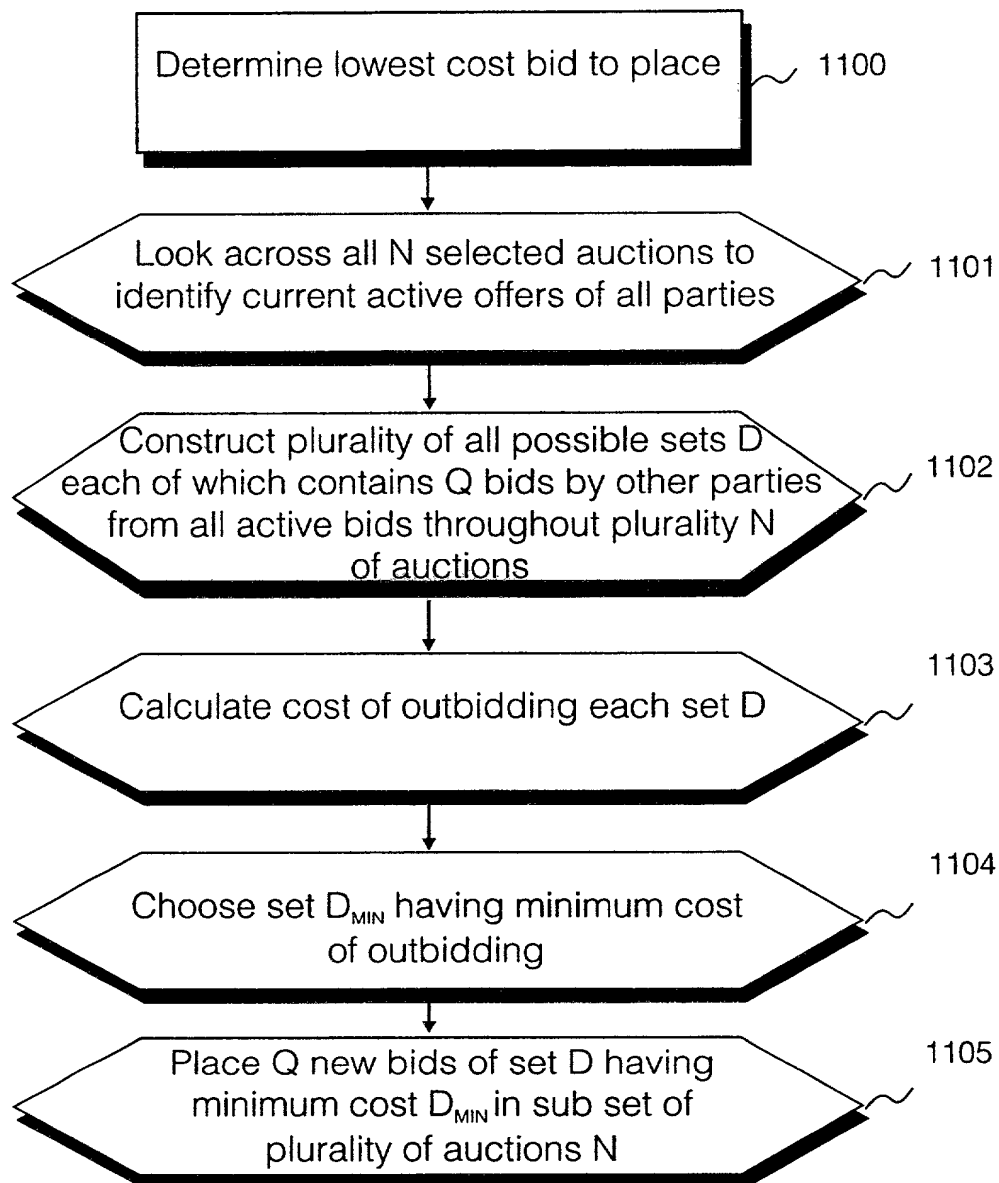 Determine lowest cost bid to place
1100
Look across all N selected auctions to
identify current active offers of all parties
1101
Construct plurality of all possible sets D
each of which contains Q bids by other parties
from all active bids throughout plurality N
of auctions
1102
Calculate cost of outbidding each set D
1103
Choose set DMIN having minimum cost
of outbidding
1104
Place Q new bids of set D having
minimum cost DMIN in sub set of
plurality of auctions N
1105